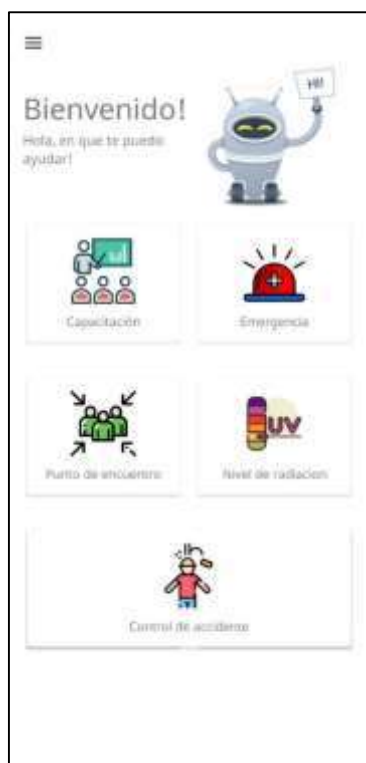 Bienvenido!
Hola, en que te puedo
ayudar!
HI!
Capacitación
Emergencia
Punto de encuentro
UV
Nivel de radiacion
Control de accidente